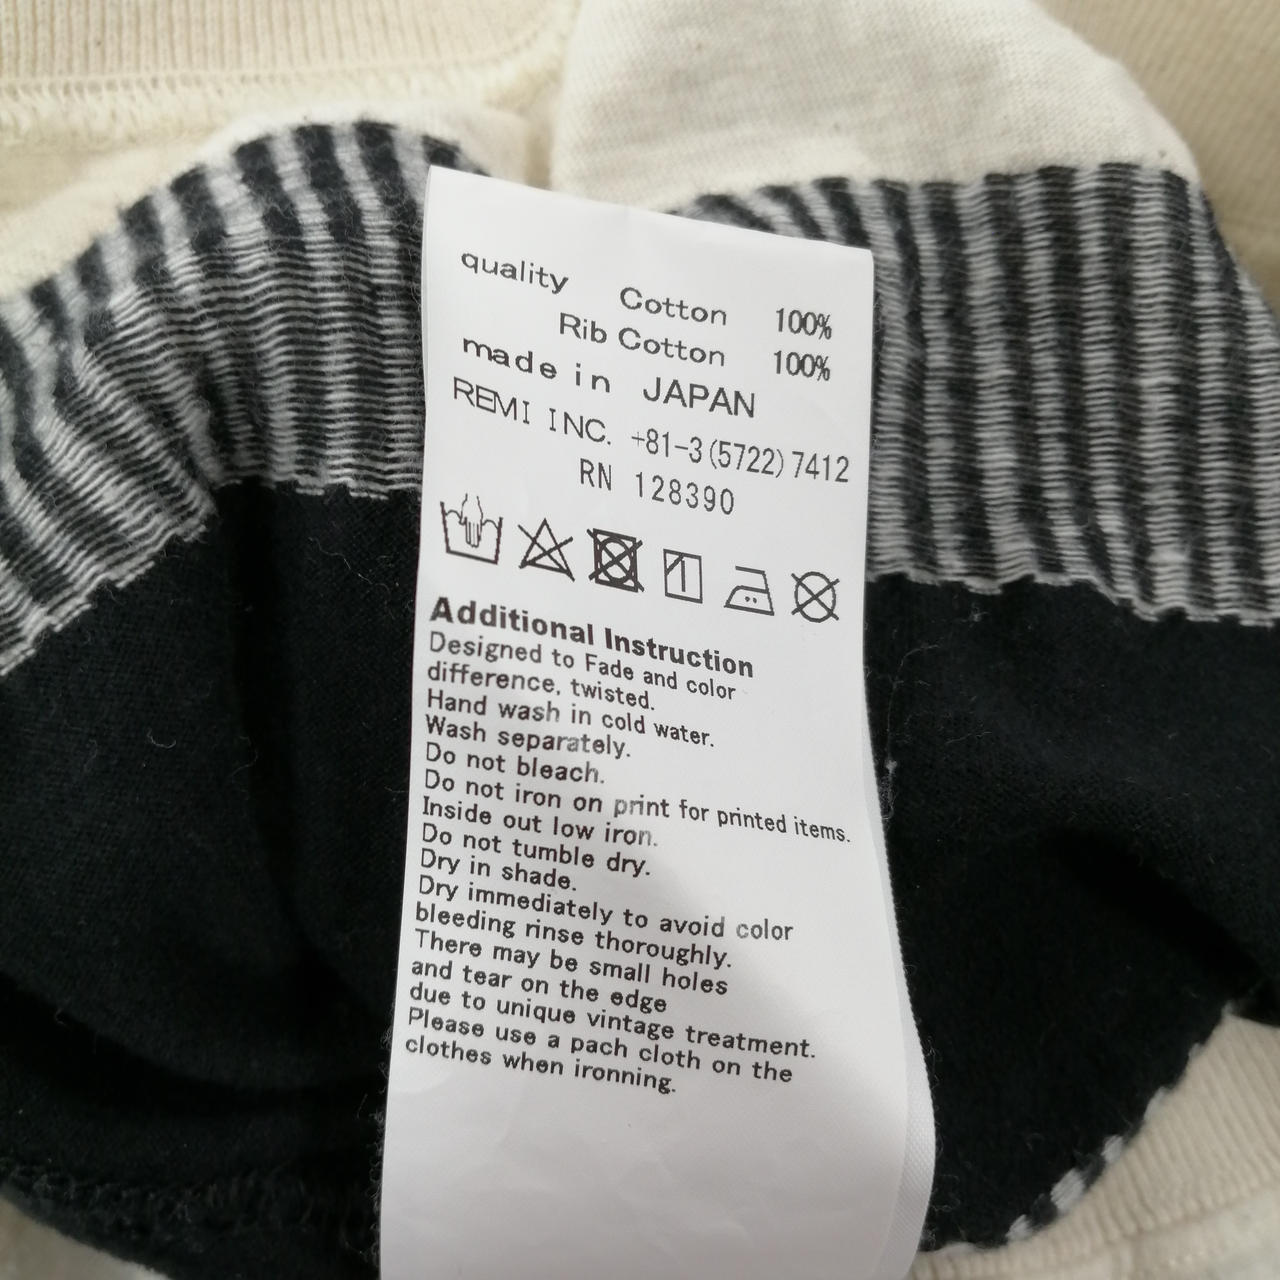 quality Cotton 100%
Rib Cotton 100%
made in JAPAN
REMI INC. +81-3(5722)7412
RN 128390
Additional Instruction
Designed to Fade and color
difference, twisted.
Hand wash in cold water.
Wash separately.
Do not bleach.
Do not iron on print for printed items.
Inside out low iron.
Do not tumble dry.
Dry in shade.
Dry immediately to avoid color
bleeding rinse thoroughly.
There may be small holes
and tear on the edge
due to unique vintage treatment.
Please use a pach cloth on the
clothes when ironning.